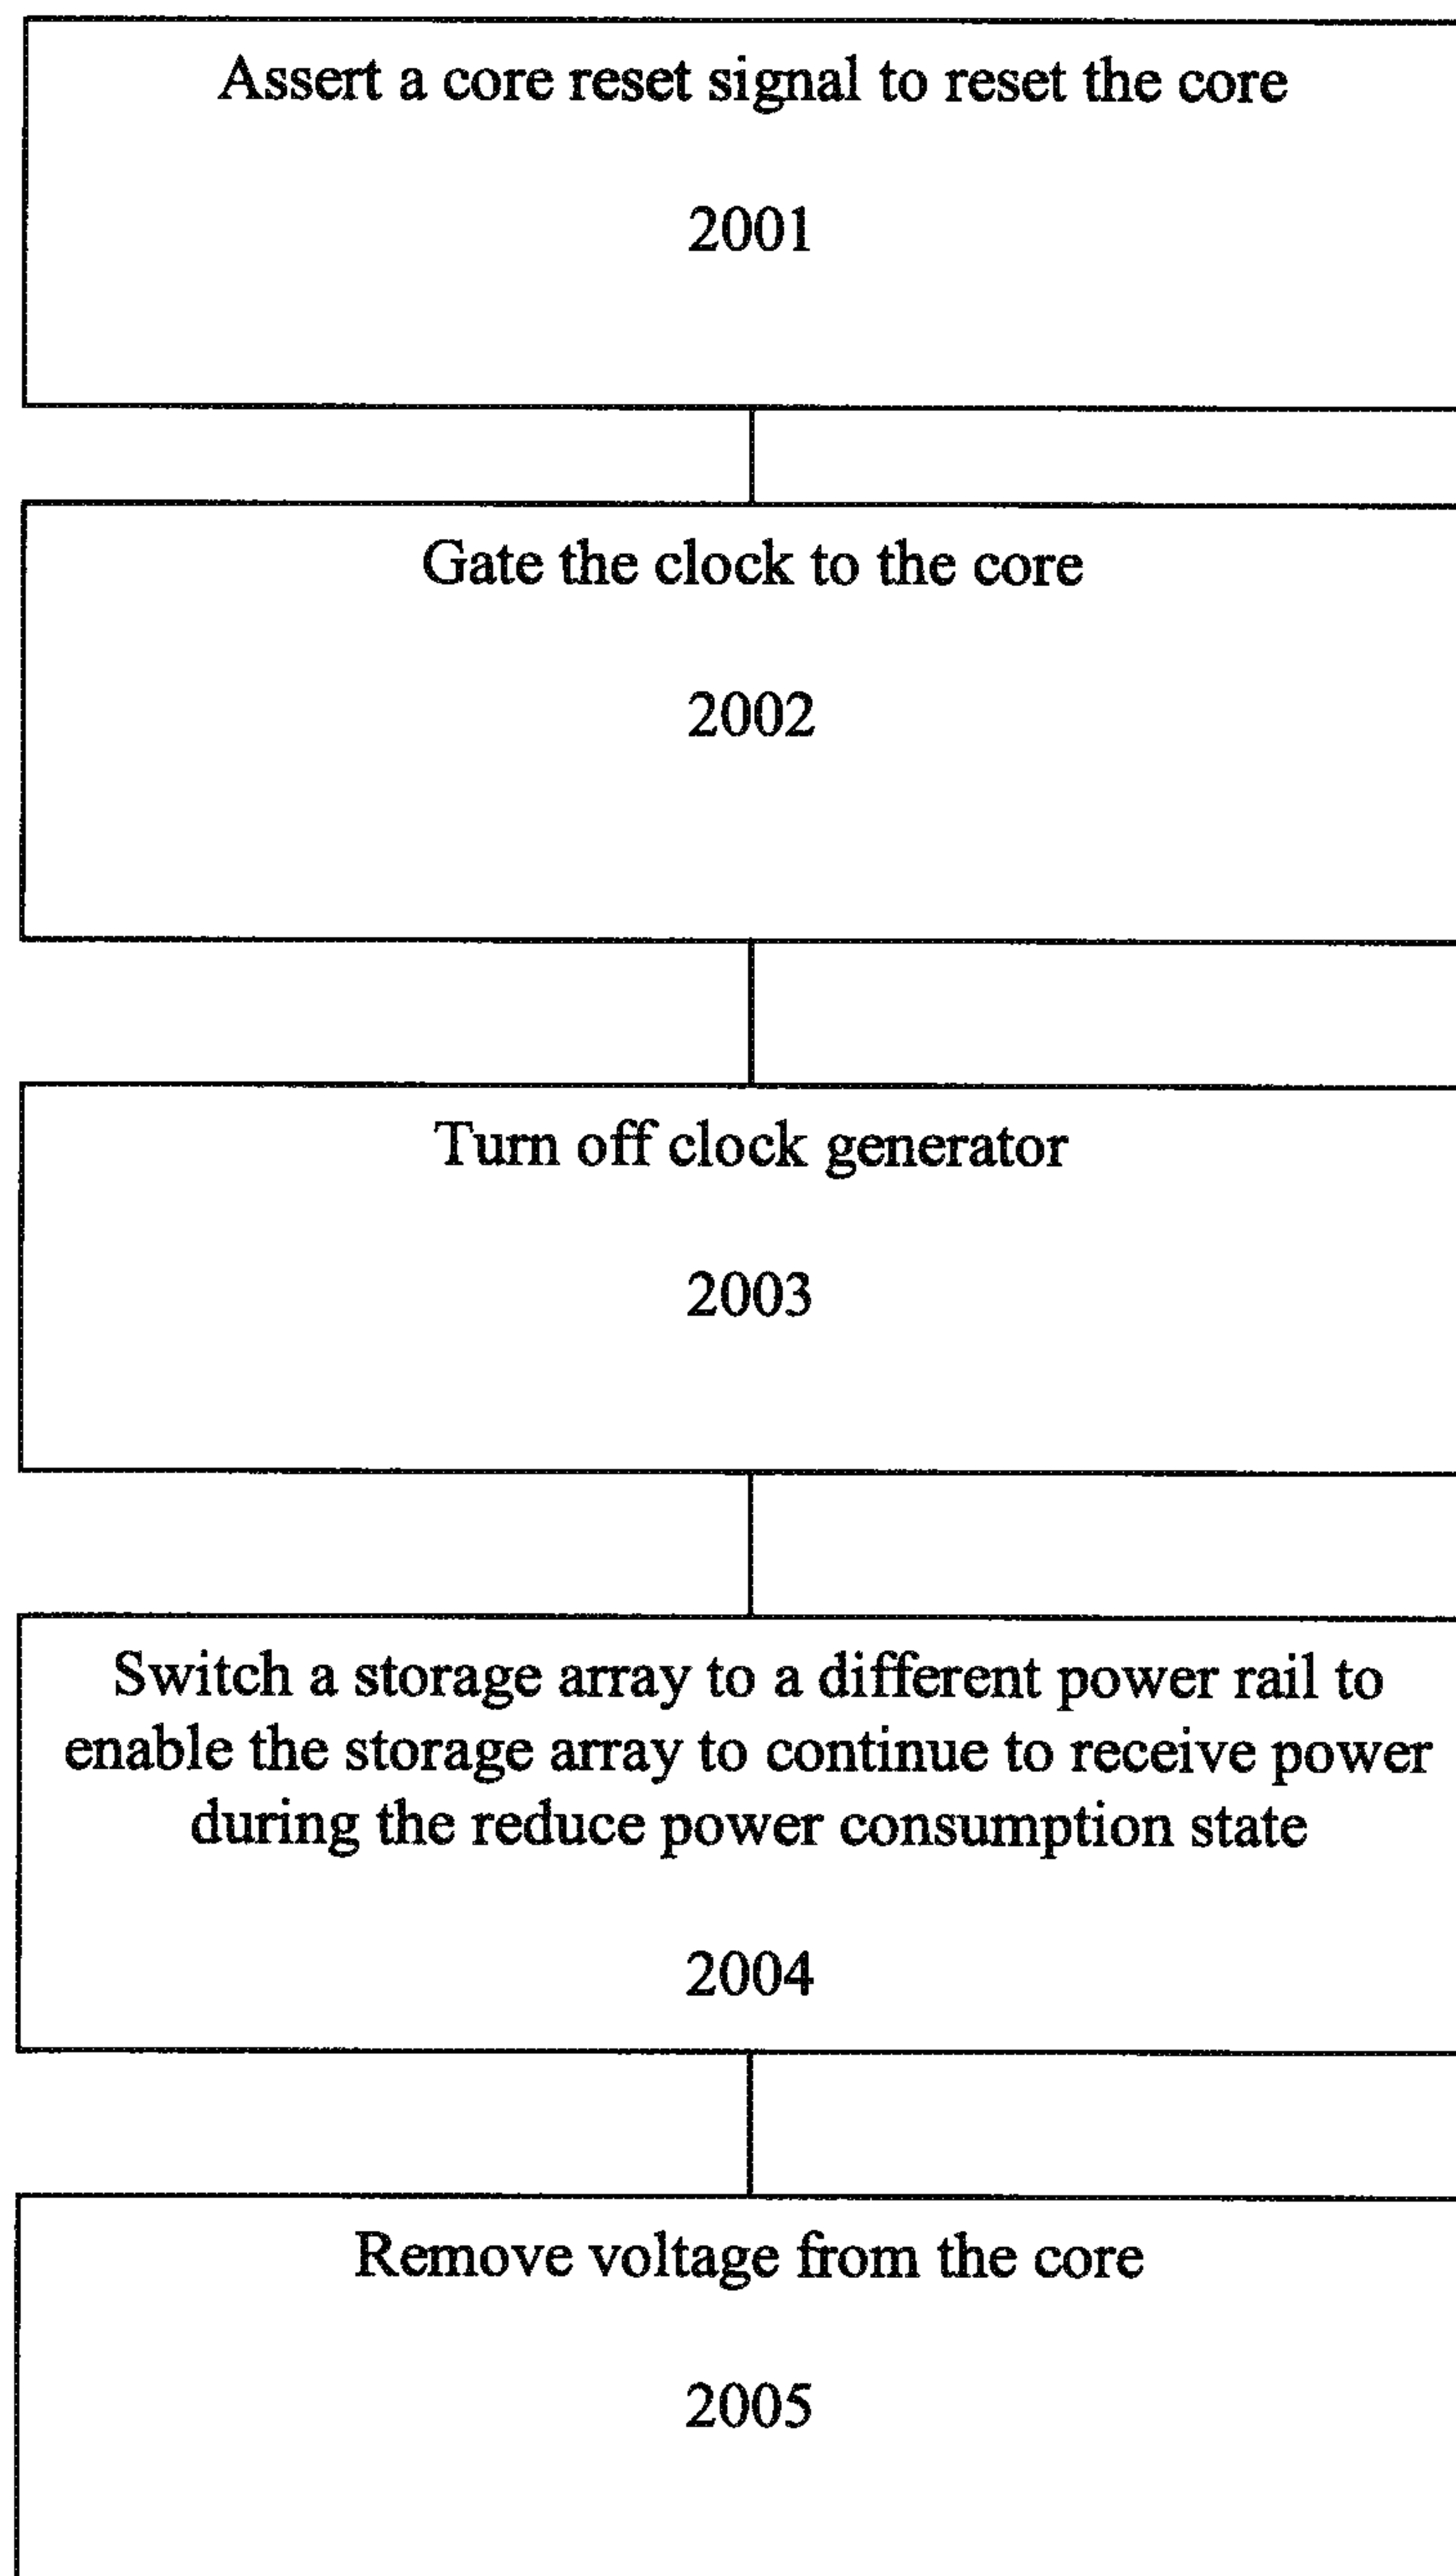 Assert a core reset signal to reset the core
2001
Gate the clock to the core
2002
Turn off clock generator
2003
Switch a storage array to a different power rail to
enable the storage array to continue to receive power
during the reduce power consumption state
2004
Remove voltage from the core
2005